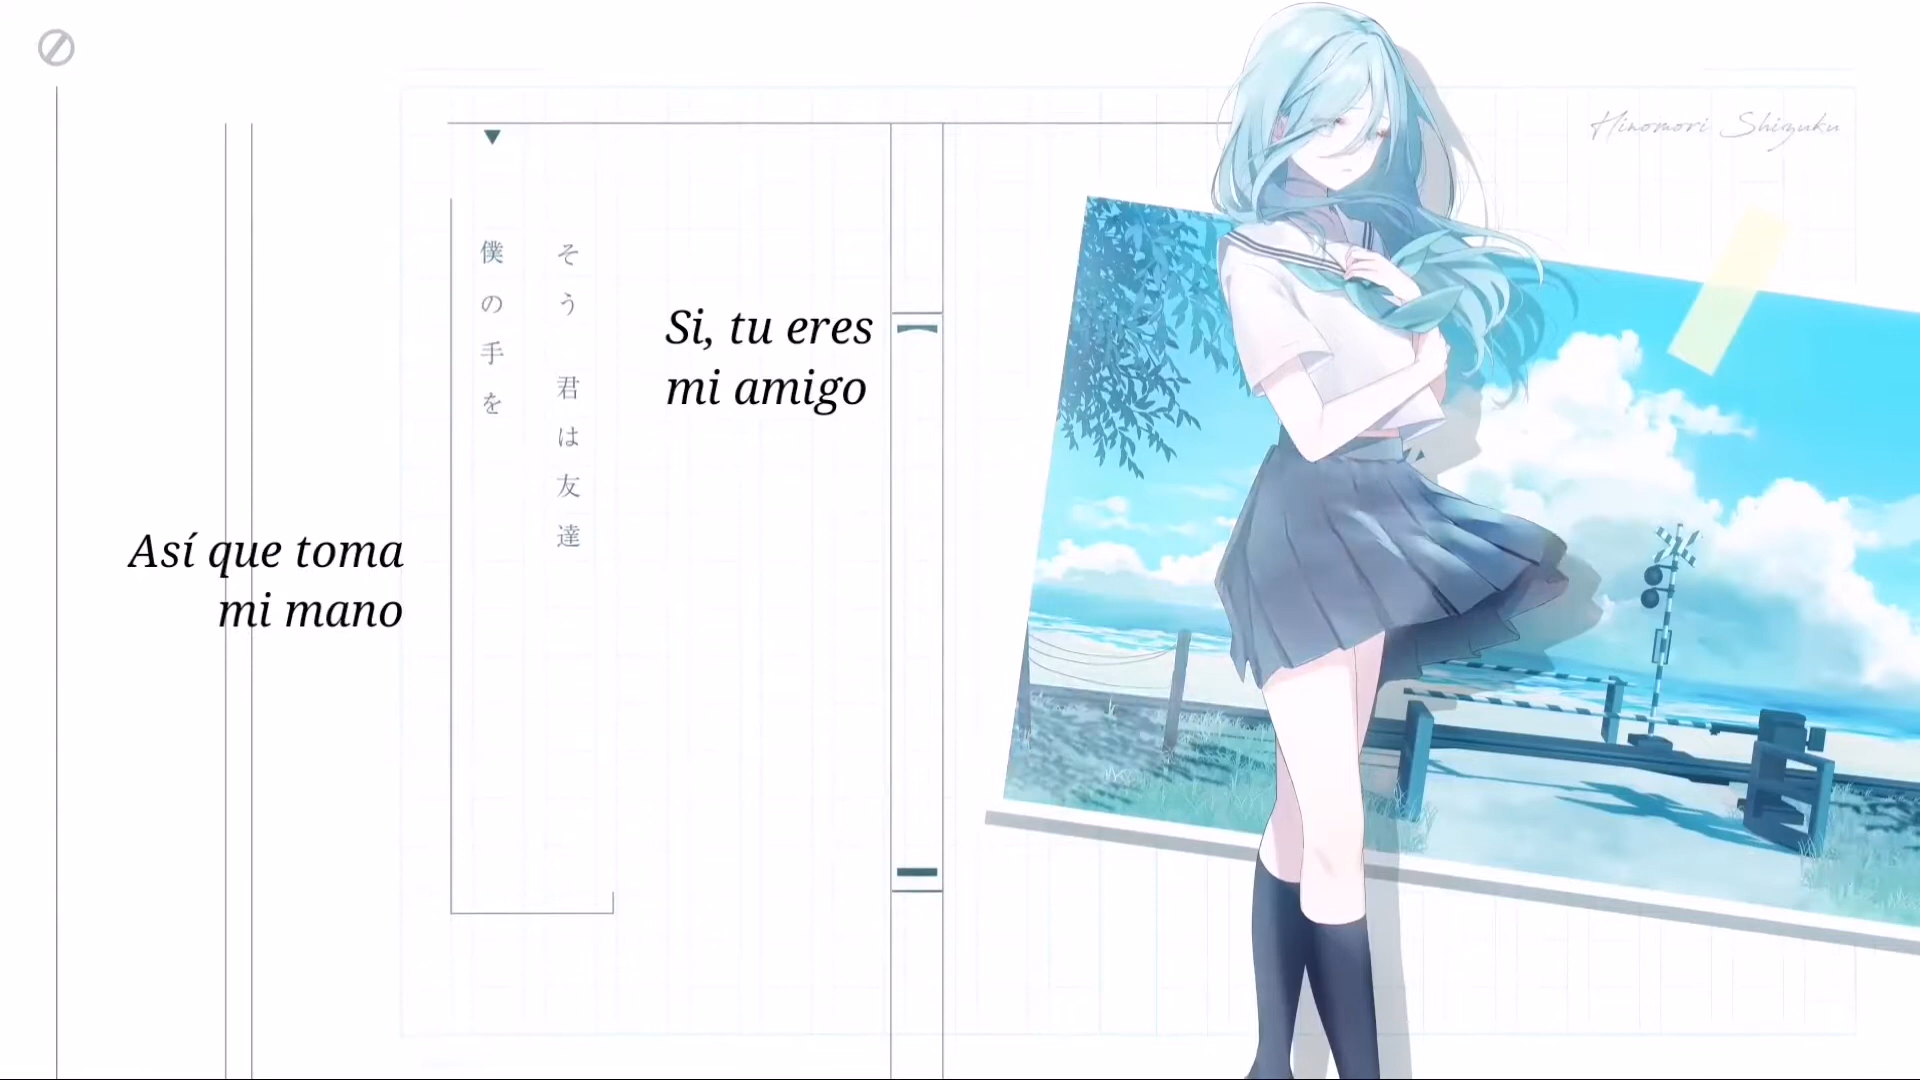 そう 君は友達
僕の手を
Si, tu eres
mi amigo
Así que toma
mi mano
Hinomori Shizuku